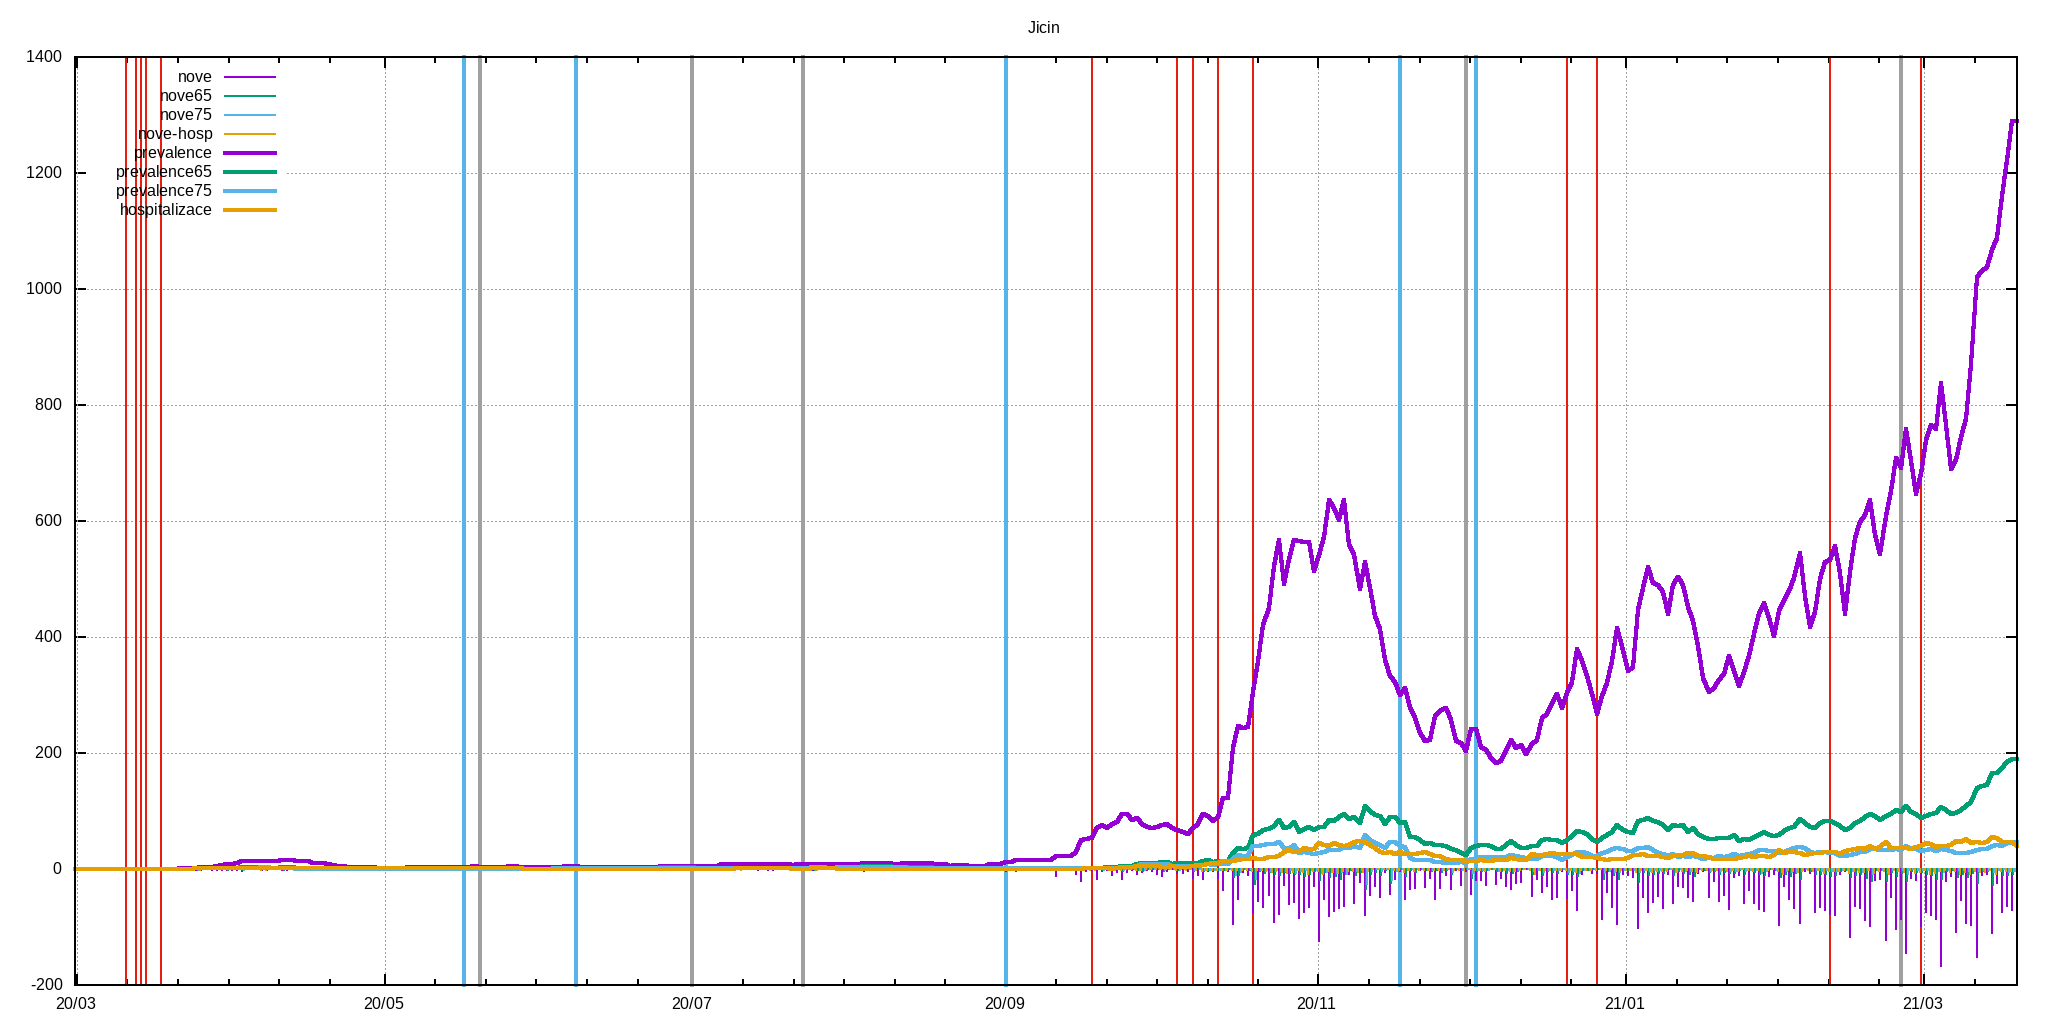 Jicin
1400
1200
1000
800
600
400
200
0
-200
nove
nove65
nove75
nove-hosp
prevalence
prevalence65
prevalence75
hospitalizace
20/03 20/05 20/07 20/09 20/11 21/01 21/03